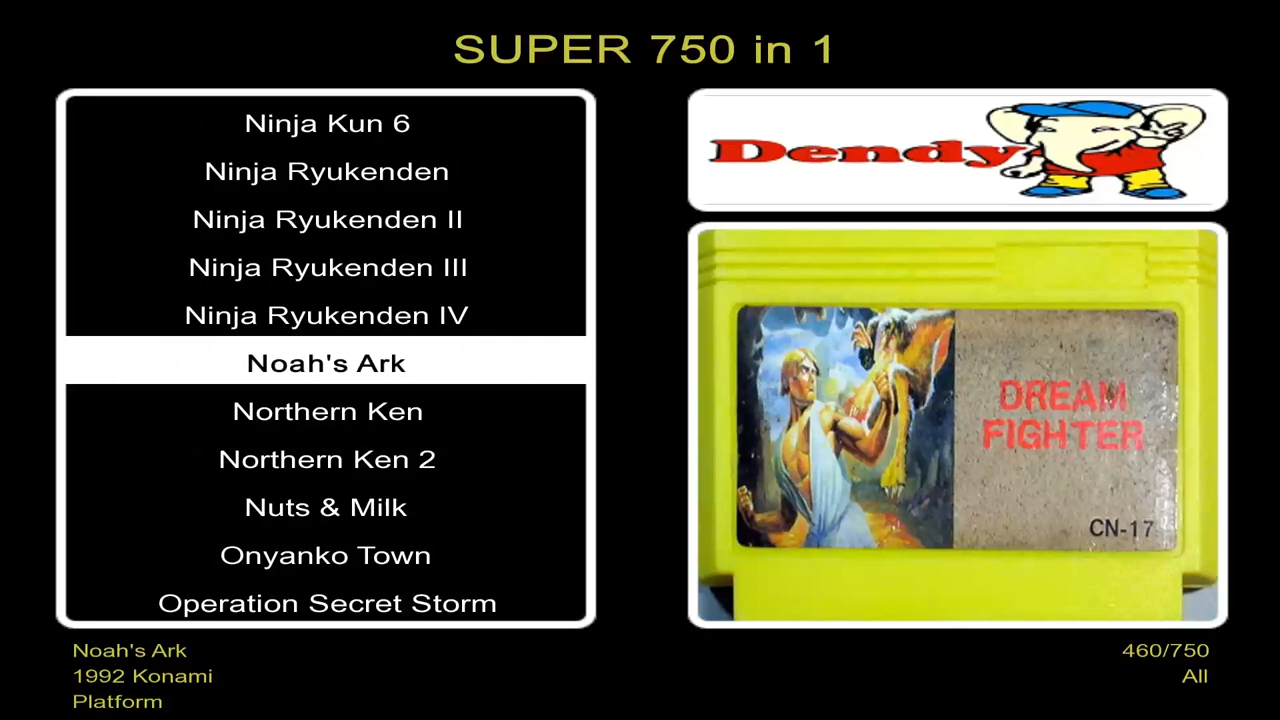 SUPER 750 in 1
Ninja Kun 6
Ninja Ryukenden
Ninja Ryukenden II
Ninja Ryukenden III
Ninja Ryukenden IV
Noah's Ark
Northern Ken
Northern Ken 2
Nuts & Milk
Onyanko Town
Operation Secret Storm
Dendy
DREAM
FIGHTER
CN-17
Noah's Ark
1992 Konami
Platform
460/750
All